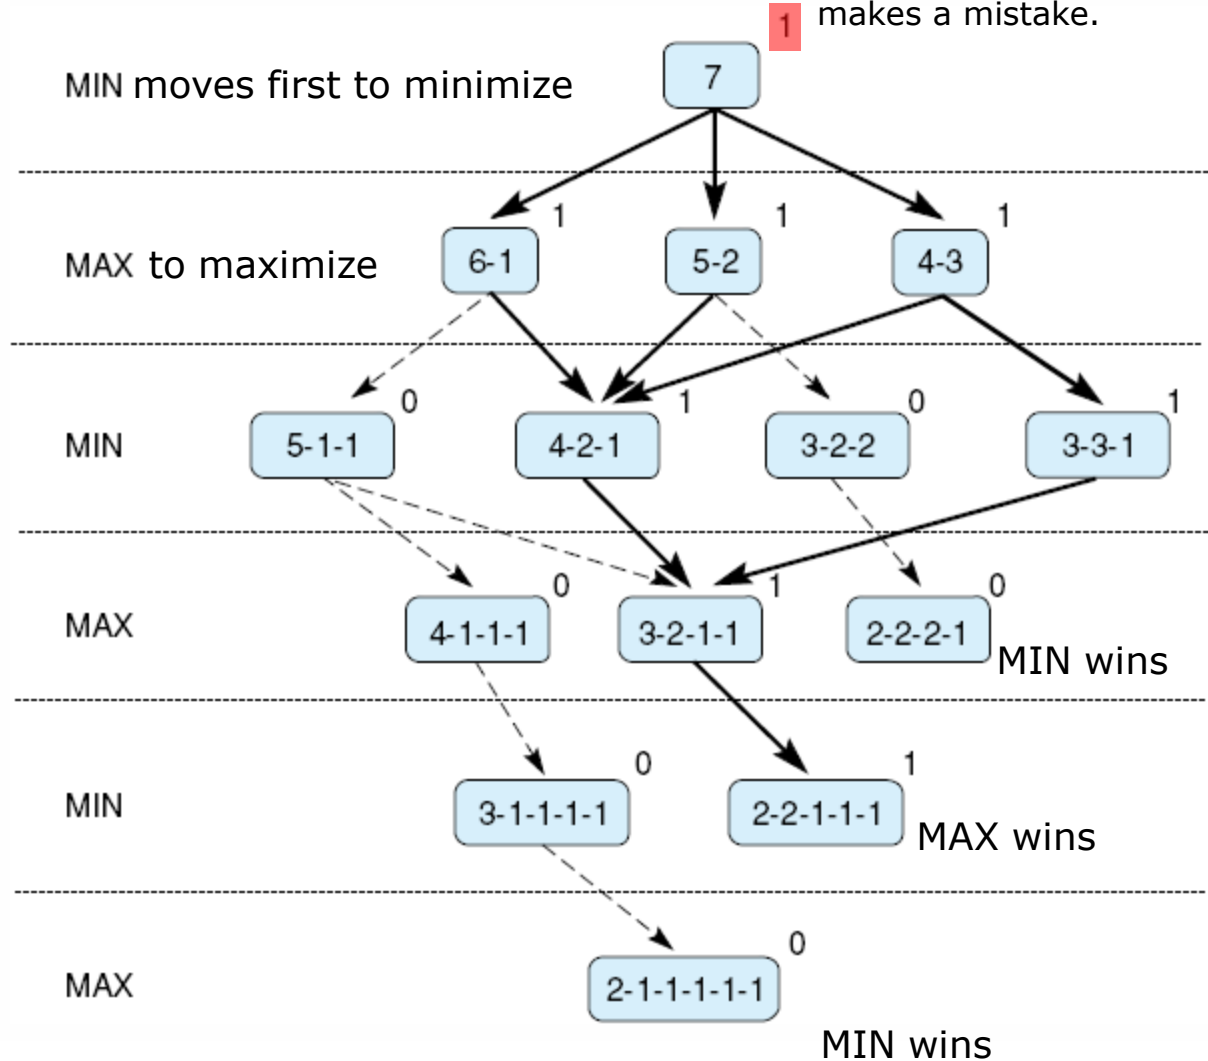 1 makes a mistake.
MIN moves first to minimize 7
1 1 1
MAX to maximize 6-1 5-2 4-3
0 1 0 1
MIN 5-1-1 4-2-1 3-2-2 3-3-1
0 1 0
MAX 4-1-1-1 3-2-1-1 2-2-2-1
MIN wins
0 1
MIN 3-1-1-1-1 2-2-1-1-1
MAX wins
0
MAX 2-1-1-1-1-1
MIN wins